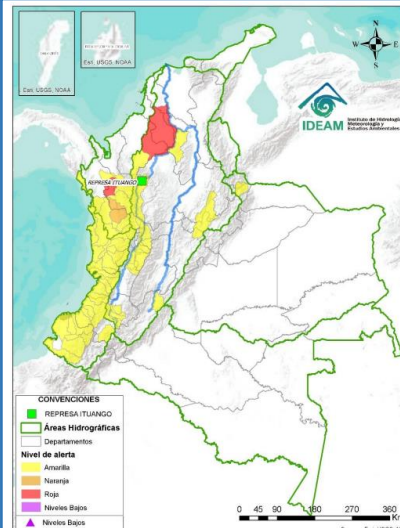 Esri, USGS, NOAA
Esri, USGS, NOAA
N
W
E
S
IDEAM
Instituto de Hidrología,
Meteorología y
Estudios Ambientales
REPRESA ITUANGO
CONVENCIONES
REPRESA ITUANGO
Áreas Hidrográficas
Departamentos
Nivel de alerta
Amarilla
Naranja
Roja
Niveles Bajos
Niveles Bajos
0 45 90 180 270 360
Km